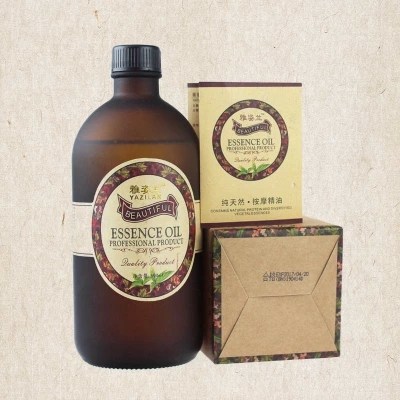 雅姿兰
YAZILAN
BEAUTIFUL
ESSENCE OIL
PROFESSIONAL PRODUCT
Quality Product
雅姿兰
BEAUTIFUL
ESSENCE OIL
PROFESSIONAL PRODUCT
Quality Product
纯天然·按摩精油